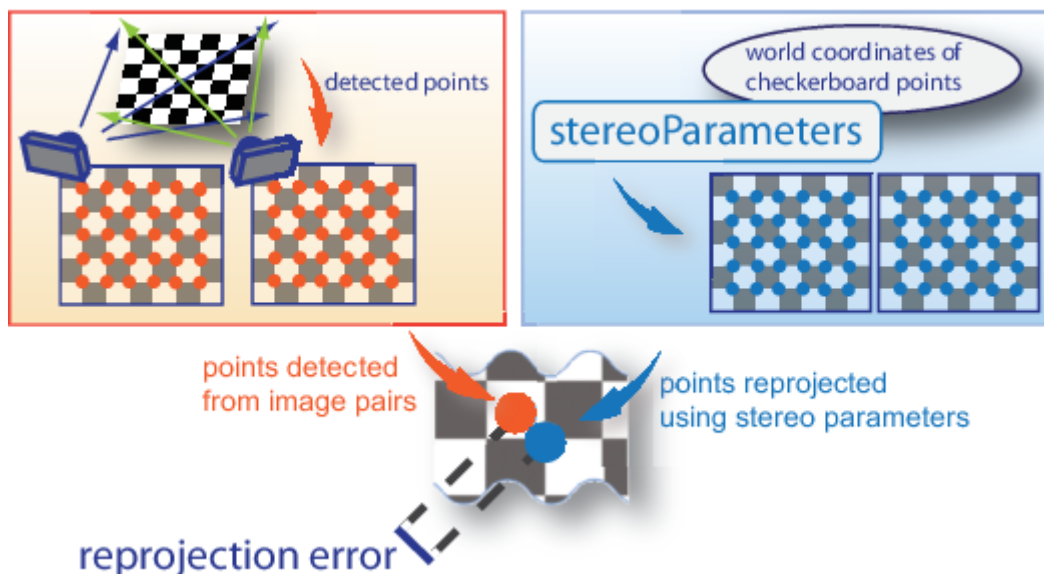 detected points
world coordinates of
checkerboard points
stereoParameters
points detected
from image pairs
points reprojected
using stereo parameters
reprojection error